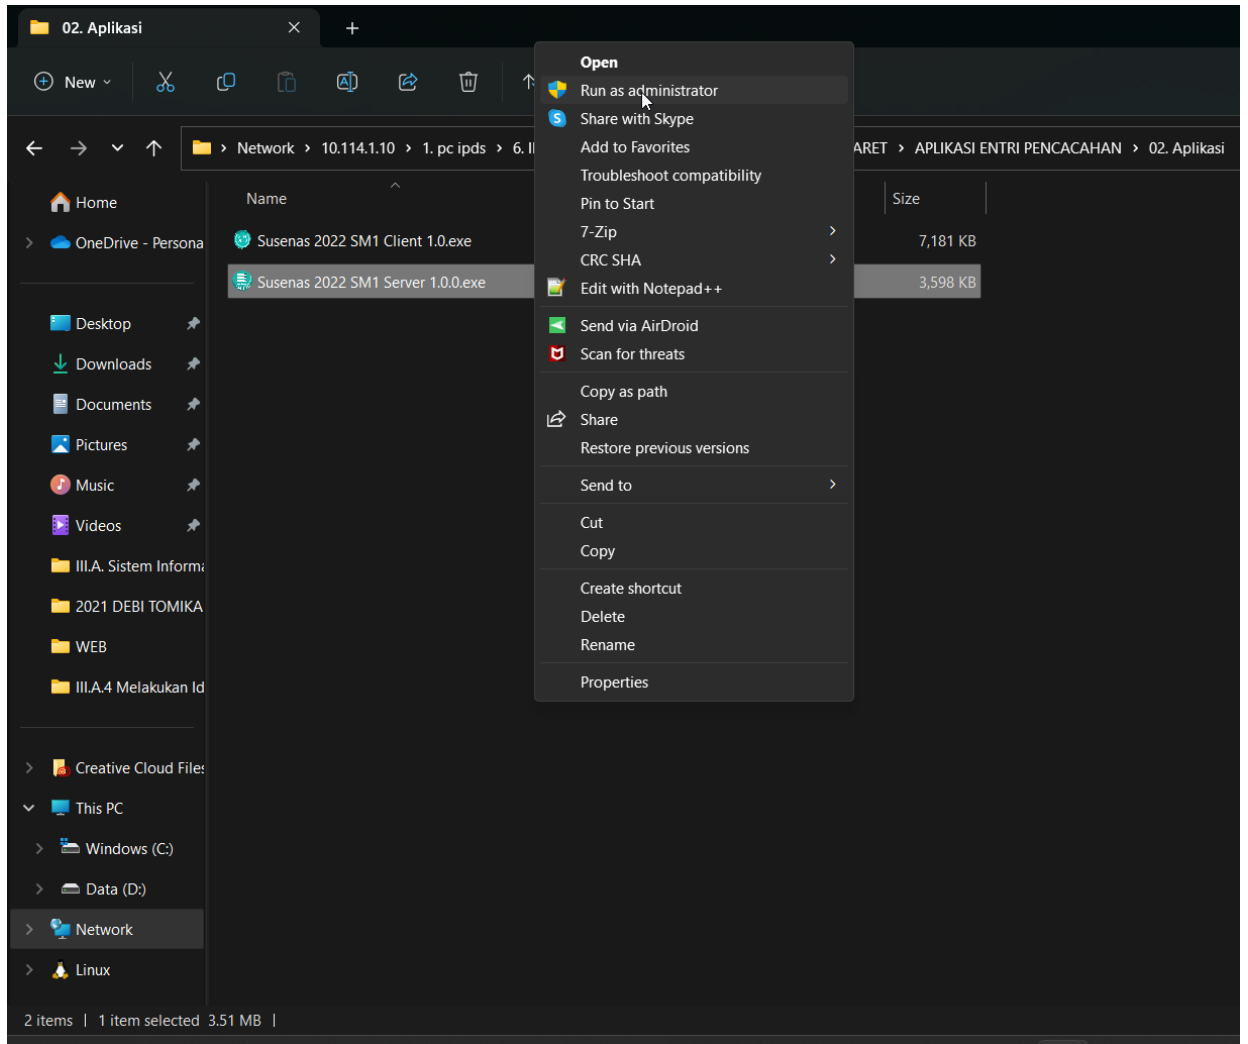 02. Aplikasi
New
Network > 10.114.1.10 > 1. pc ipds > 6. II
ARET > APLIKASI ENTRI PENCACAHAN > 02. Aplikasi
Home
OneDrive - Persona
Desktop
Downloads
Documents
Pictures
Music
Videos
III.A. Sistem Informa
2021 DEBI TOMIKA
WEB
III.A.4 Melakukan Id
Creative Cloud Files
This PC
Windows (C:)
Data (D:)
Network
Linux
Name
Size
Susenas 2022 SM1 Client 1.0.exe
7,181 KB
Susenas 2022 SM1 Server 1.0.0.exe
3,598 KB
Open
Run as administrator
Share with Skype
Add to Favorites
Troubleshoot compatibility
Pin to Start
7-Zip
CRC SHA
Edit with Notepad++
Send via AirDroid
Scan for threats
Copy as path
Share
Restore previous versions
Send to
Cut
Copy
Create shortcut
Delete
Rename
Properties
2 items | 1 item selected 3.51 MB |